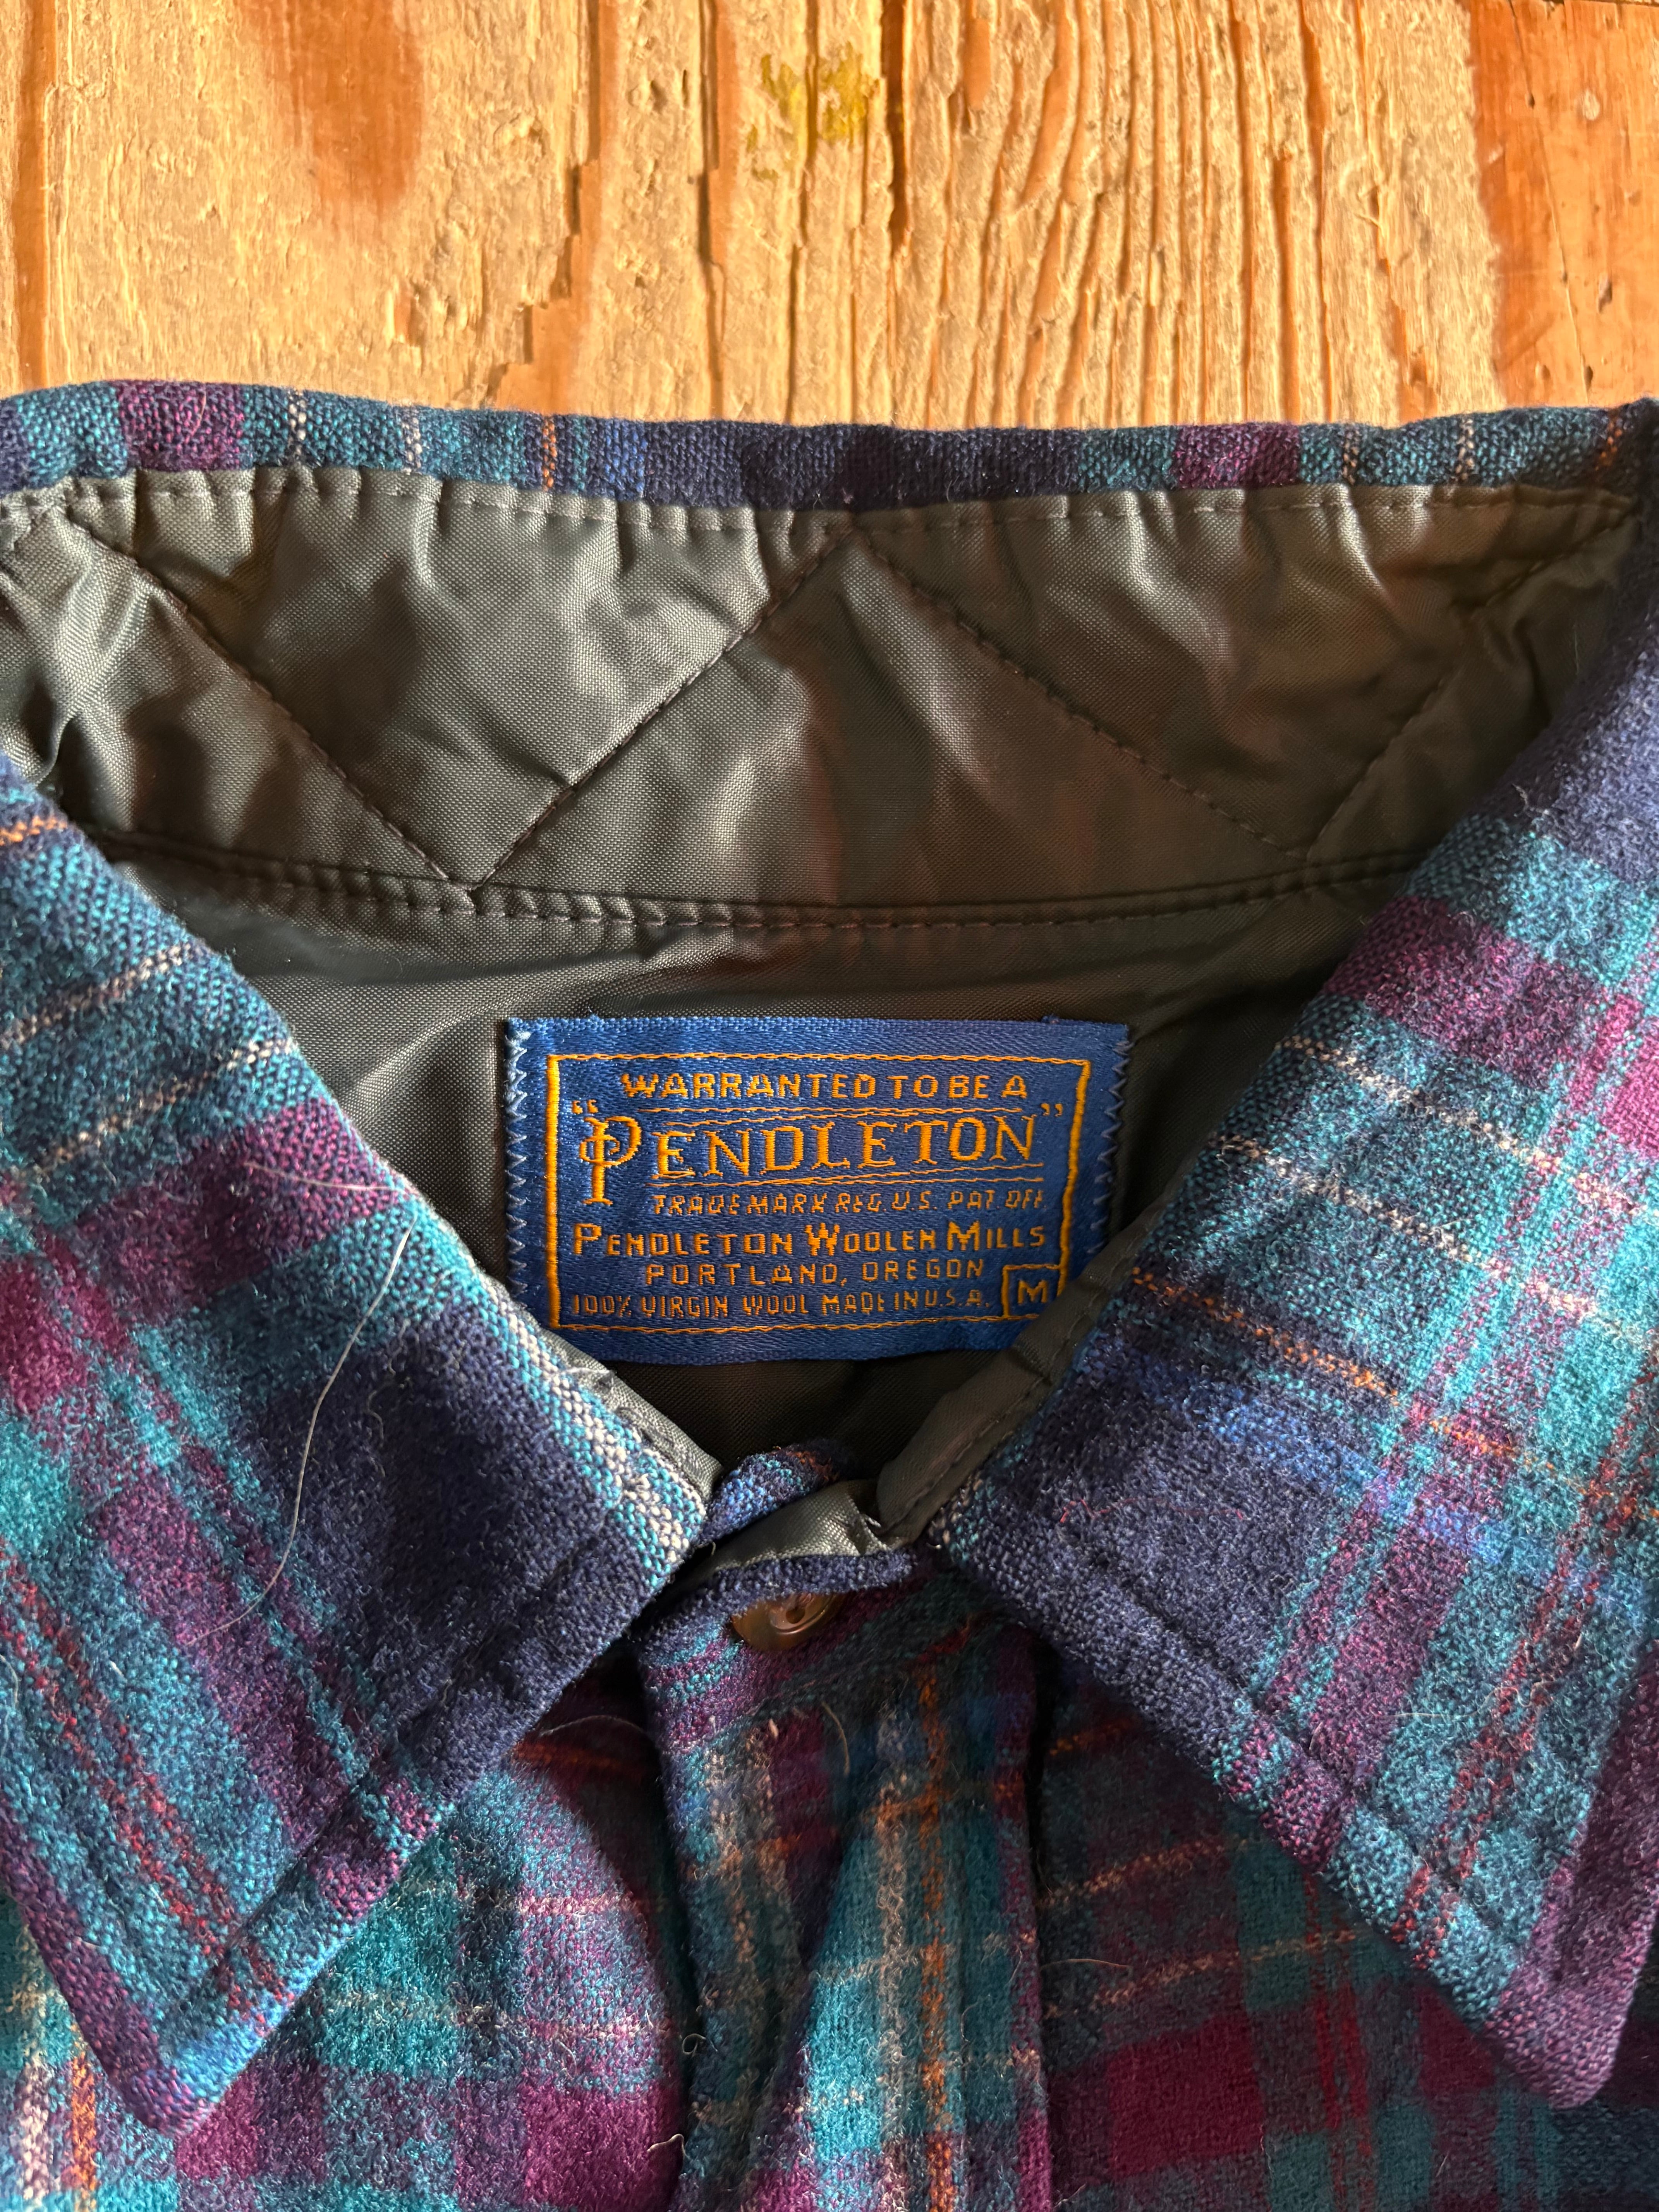 WARRANTED TO BE A
"PENDLETON"
TRADE MARK REG. U.S. PAT. OFF.
PENDLETON WOOLEN MILLS
PORTLAND, OREGON
100% VIRGIN WOOL MADE IN U.S.A. M